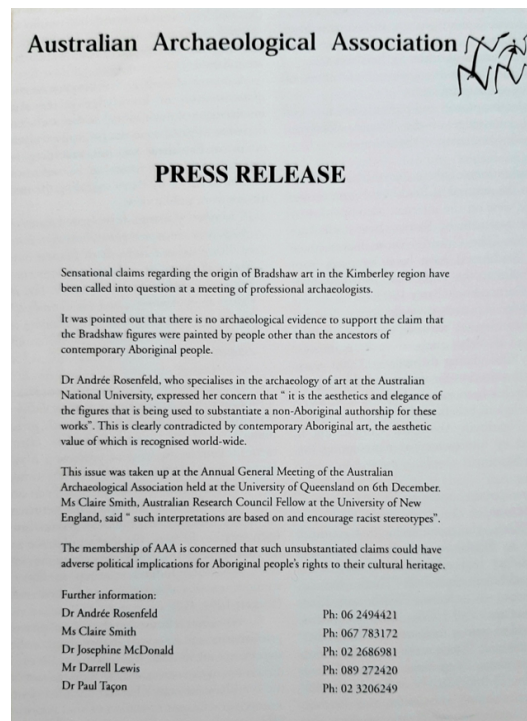 Australian Archaeological Association
PRESS RELEASE
Sensational claims regarding the origin of Bradshaw art in the Kimberley region have
been called into question at a meeting of professional archaeologists.
It was pointed out that there is no archaeological evidence to support the claim that
the Bradshaw figures were painted by people other than the ancestors of
contemporary Aboriginal people.
Dr Andrée Rosenfeld, who specialises in the archaeology of art at the Australian
National University, expressed her concern that " it is the aesthetics and elegance of
the figures that is being used to substantiate a non-Aboriginal authorship for these
works". This is clearly contradicted by contemporary Aboriginal art, the aesthetic
value of which is recognised world-wide.
This issue was taken up at the Annual General Meeting of the Australian
Archaeological Association held at the University of Queensland on 6th December.
Ms Claire Smith, Australian Research Council Fellow at the University of New
England, said " such interpretations are based on and encourage racist stereotypes".
The membership of AAA is concerned that such unsubstantiated claims could have
adverse political implications for Aboriginal people's rights to their cultural heritage.
Further information:
Dr Andrée Rosenfeld Ph: 06 2494421
Ms Claire Smith Ph: 067 783172
Dr Josephine McDonald Ph: 02 2686981
Mr Darrell Lewis Ph: 089 272420
Dr Paul Taçon Ph: 02 3206249